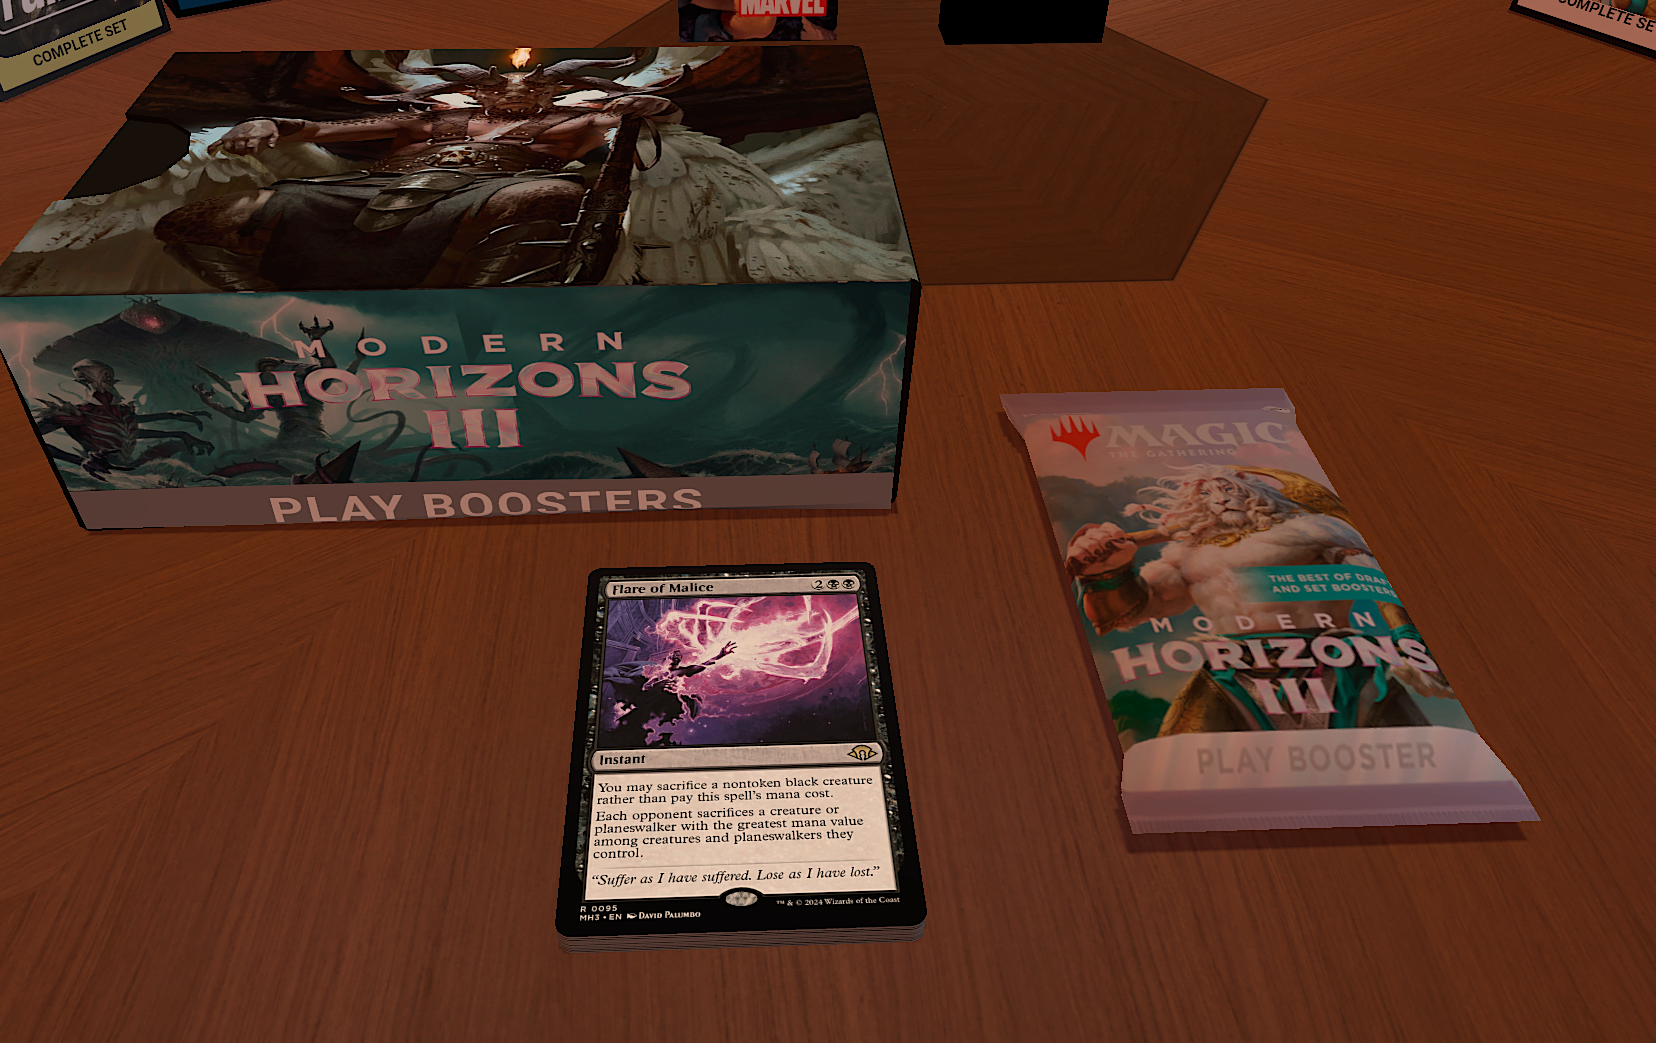 COMPLETE SET
MARVEL
COMPLETE SE
MODERN
HORIZONS
III
PLAY BOOSTERS
MAGIC
THE GATHERING
THE BEST OF DRAF
AND SET BOOSTERS
MODERN
HORIZONS
III
PLAY BOOSTER
Flare of Malice 2
Instant
You may sacrifice a nontoken black creature
rather than pay this spell's mana cost.
Each opponent sacrifices a creature or
planeswalker with the greatest mana value
among creatures and planeswalkers they
control.
“Suffer as I have suffered. Lose as I have lost.”
R 0095
MH3 • EN DAVID PALUMBO
™ & © 2024 Wizards of the Coast